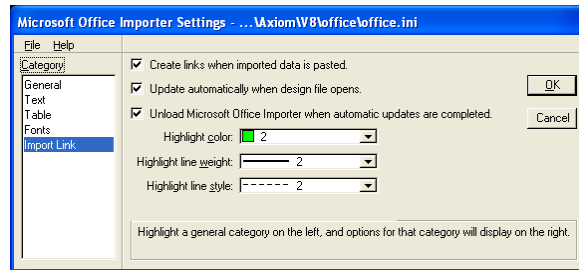 Microsoft Office Importer Settings - ...\Axiom\V8\office\office.ini
File Help
Category
General
Text
Table
Fonts
Import Link
Create links when imported data is pasted.
Update automatically when design file opens.
Unload Microsoft Office Importer when automatic updates are completed.
Highlight color: 2
Highlight line weight: 2
Highlight line style: 2
OK
Cancel
Highlight a general category on the left, and options for that category will display on the right.